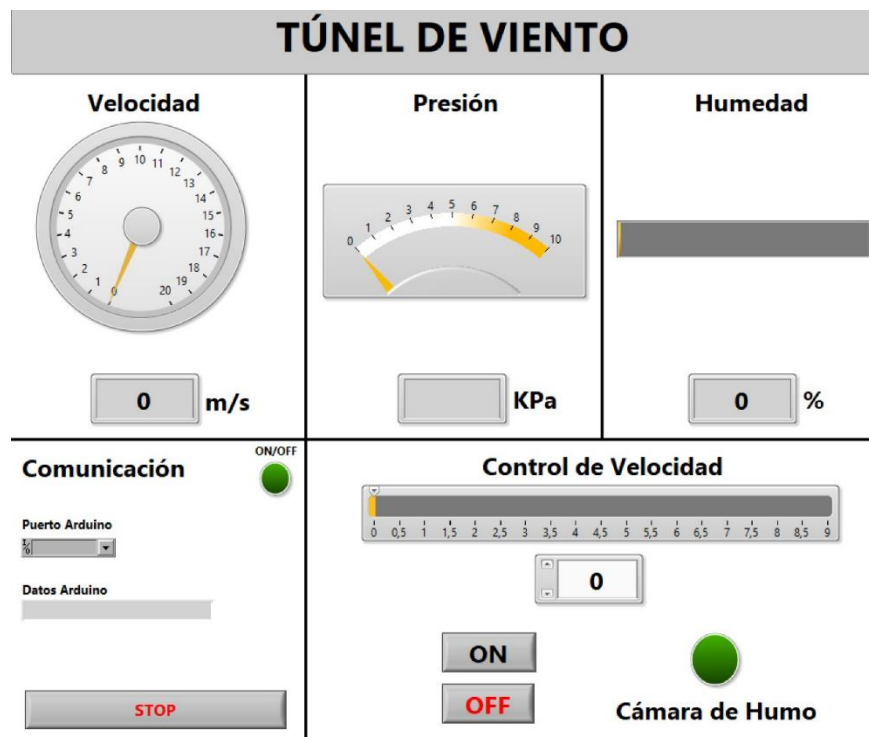 TÚNEL DE VIENTO
Velocidad
0 1 2 3 4 5 6 7 8 9 10 11 12 13 14 15 16 17 18 19 20
0
m/s
Presión
0 1 2 3 4 5 6 7 8 9 10
KPa
Humedad
0
%
Comunicación
ON/OFF
Puerto Arduino
I/O
Datos Arduino
STOP
Control de Velocidad
0 0,5 1 1,5 2 2,5 3 3,5 4 4,5 5 5,5 6 6,5 7 7,5 8 8,5 9
0
ON
OFF
Cámara de Humo